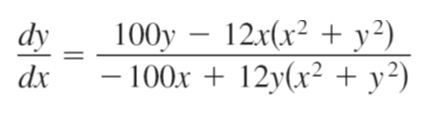 dy/dx = (100y − 12x(x² + y²))/(− 100x + 12y(x² + y²))